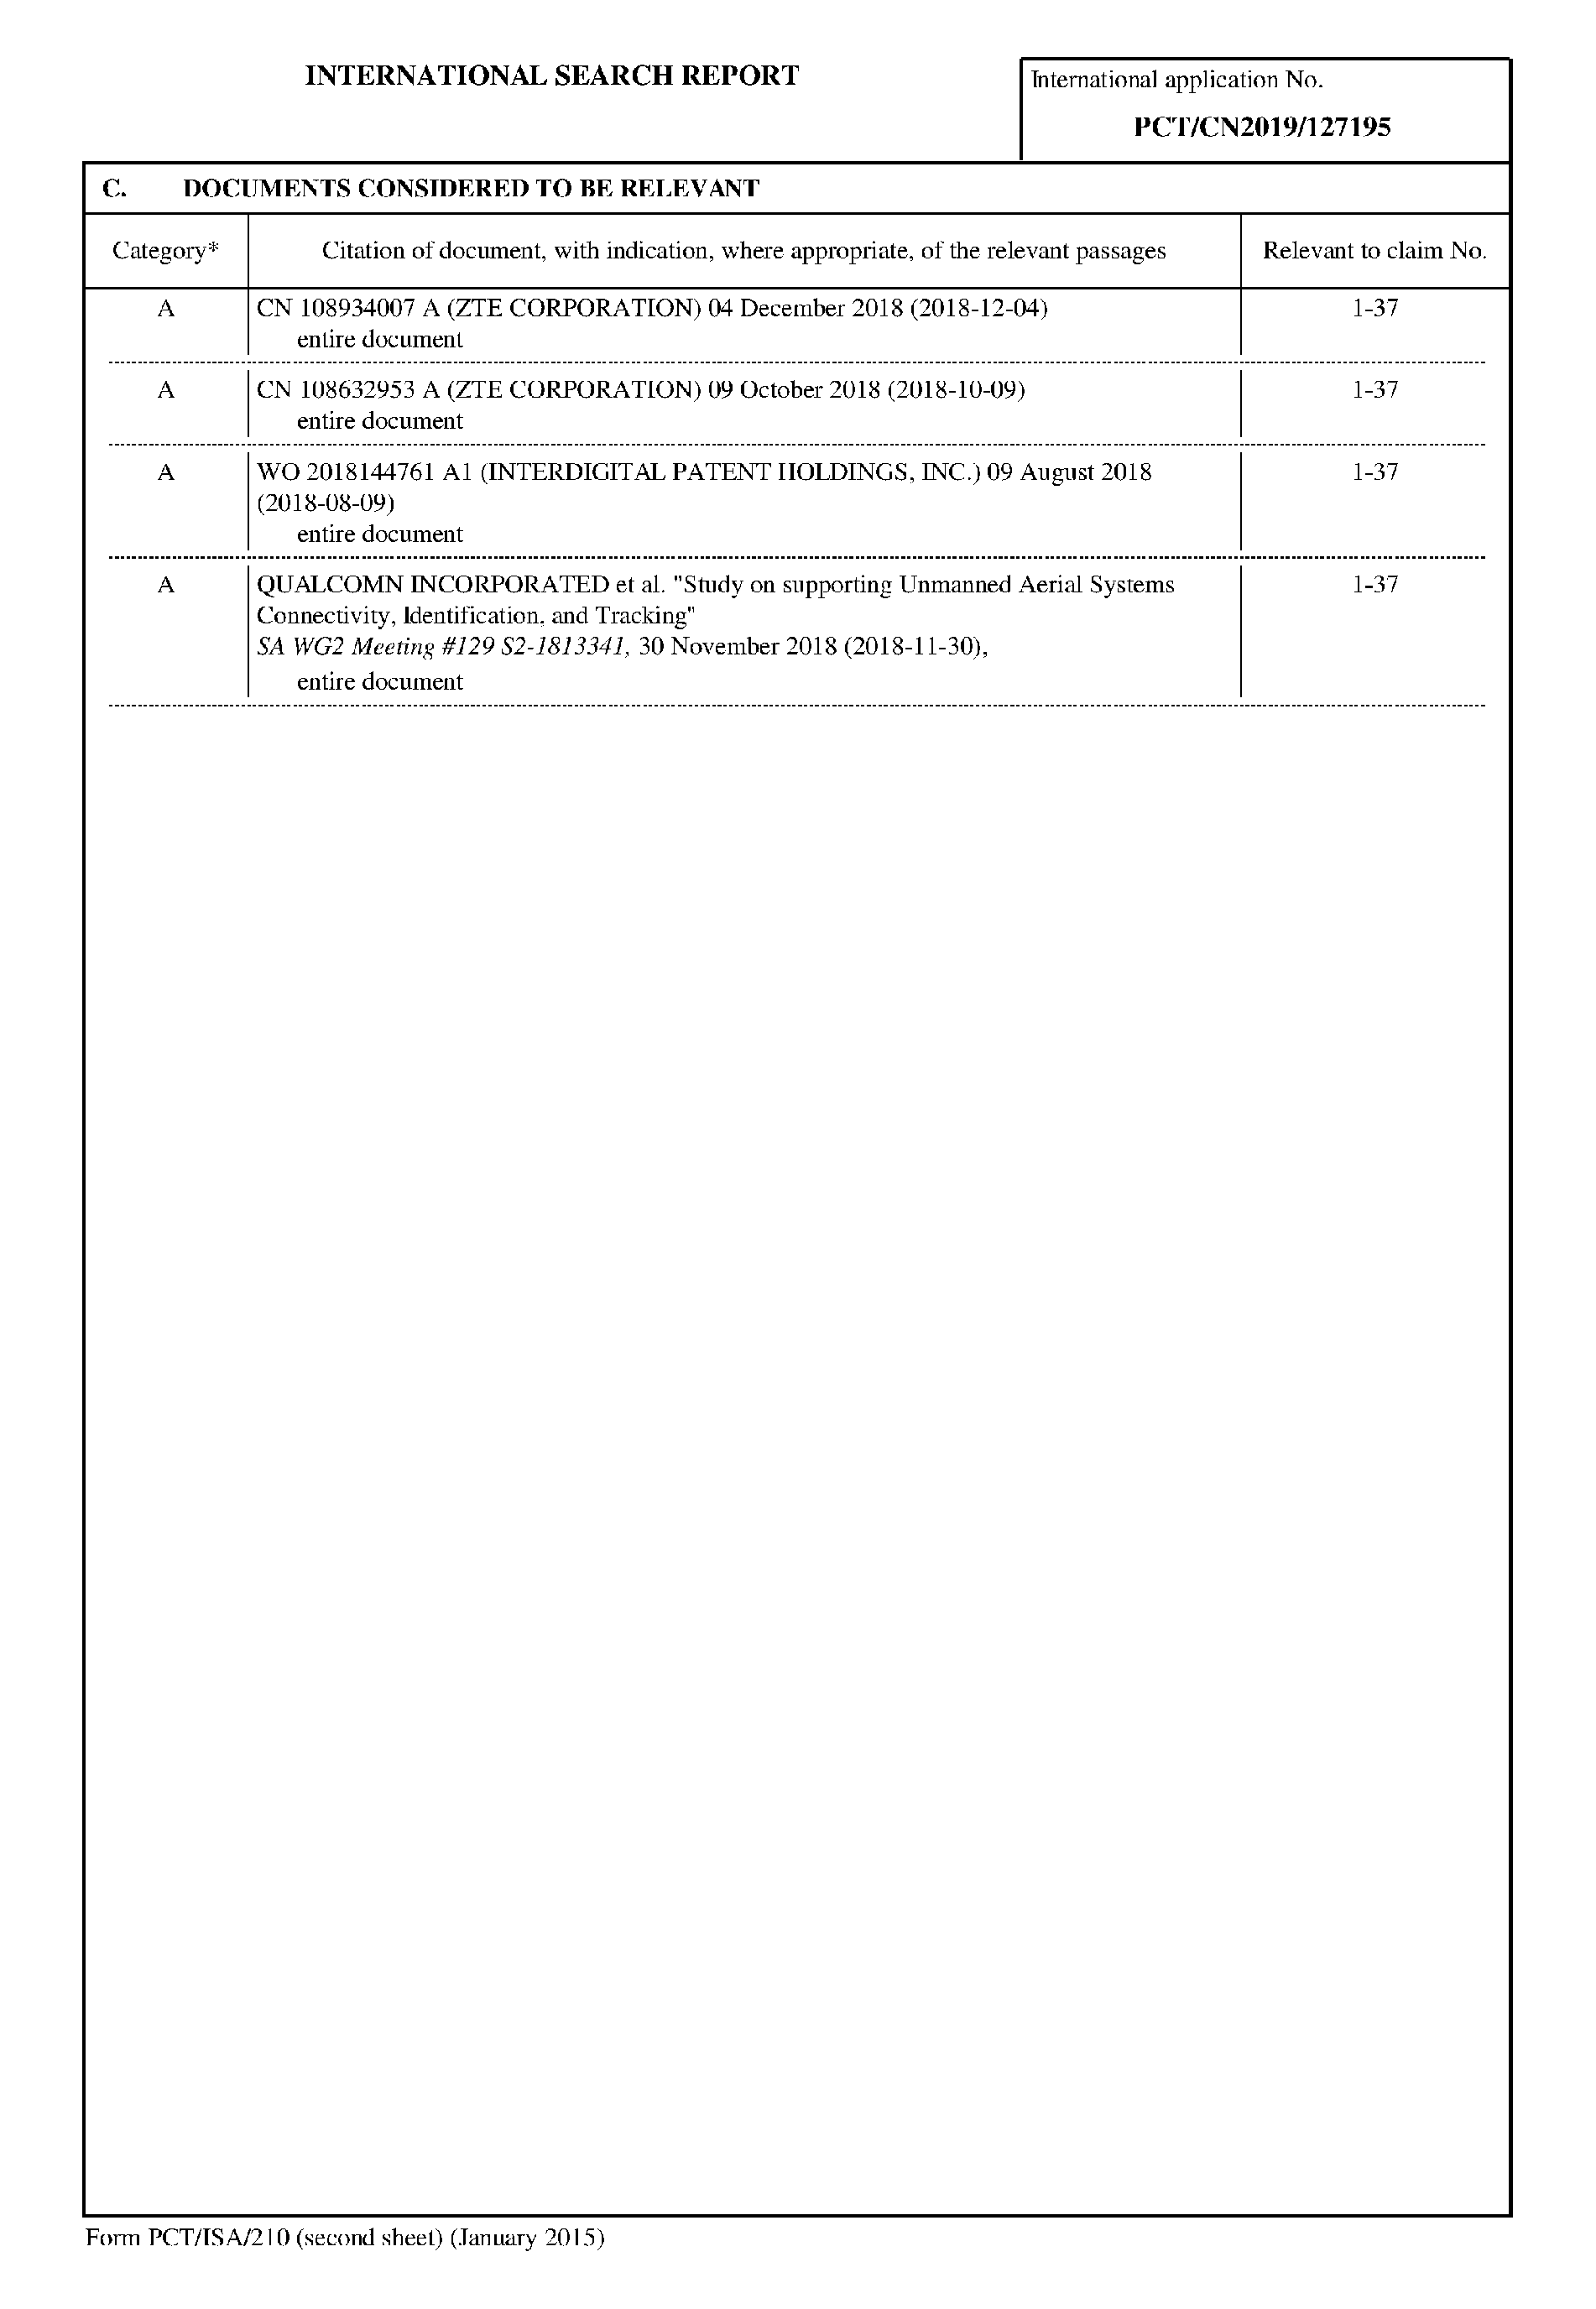 INTERNATIONAL SEARCH REPORT
International application No.
PCT/CN2019/127195
C. DOCUMENTS CONSIDERED TO BE RELEVANT
Category* Citation of document, with indication, where appropriate, of the relevant passages Relevant to claim No.
A CN 108934007 A (ZTE CORPORATION) 04 December 2018 (2018-12-04) 1-37
entire document
A CN 108632953 A (ZTE CORPORATION) 09 October 2018 (2018-10-09) 1-37
entire document
A WO 2018144761 A1 (INTERDIGITAL PATENT HOLDINGS, INC.) 09 August 2018 1-37
(2018-08-09)
entire document
A QUALCOMN INCORPORATED et al. "Study on supporting Unmanned Aerial Systems 1-37
Connectivity, Identification, and Tracking"
SA WG2 Meeting #129 S2-1813341, 30 November 2018 (2018-11-30),
entire document
Form PCT/ISA/210 (second sheet) (January 2015)